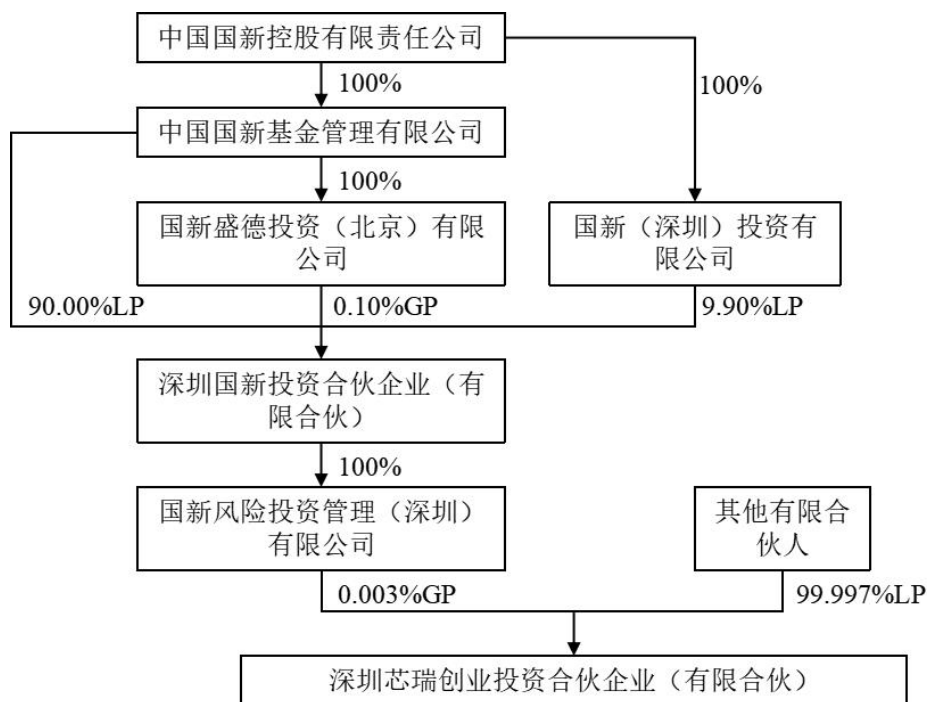 中国国新控股有限责任公司
100%
100%
中国国新基金管理有限公司
100%
国新盛德投资（北京）有限
公司
国新（深圳）投资有
限公司
90.00%LP
0.10%GP
9.90%LP
深圳国新投资合伙企业（有
限合伙）
100%
国新风险投资管理（深圳）
有限公司
其他有限合
伙人
0.003%GP
99.997%LP
深圳芯瑞创业投资合伙企业（有限合伙）